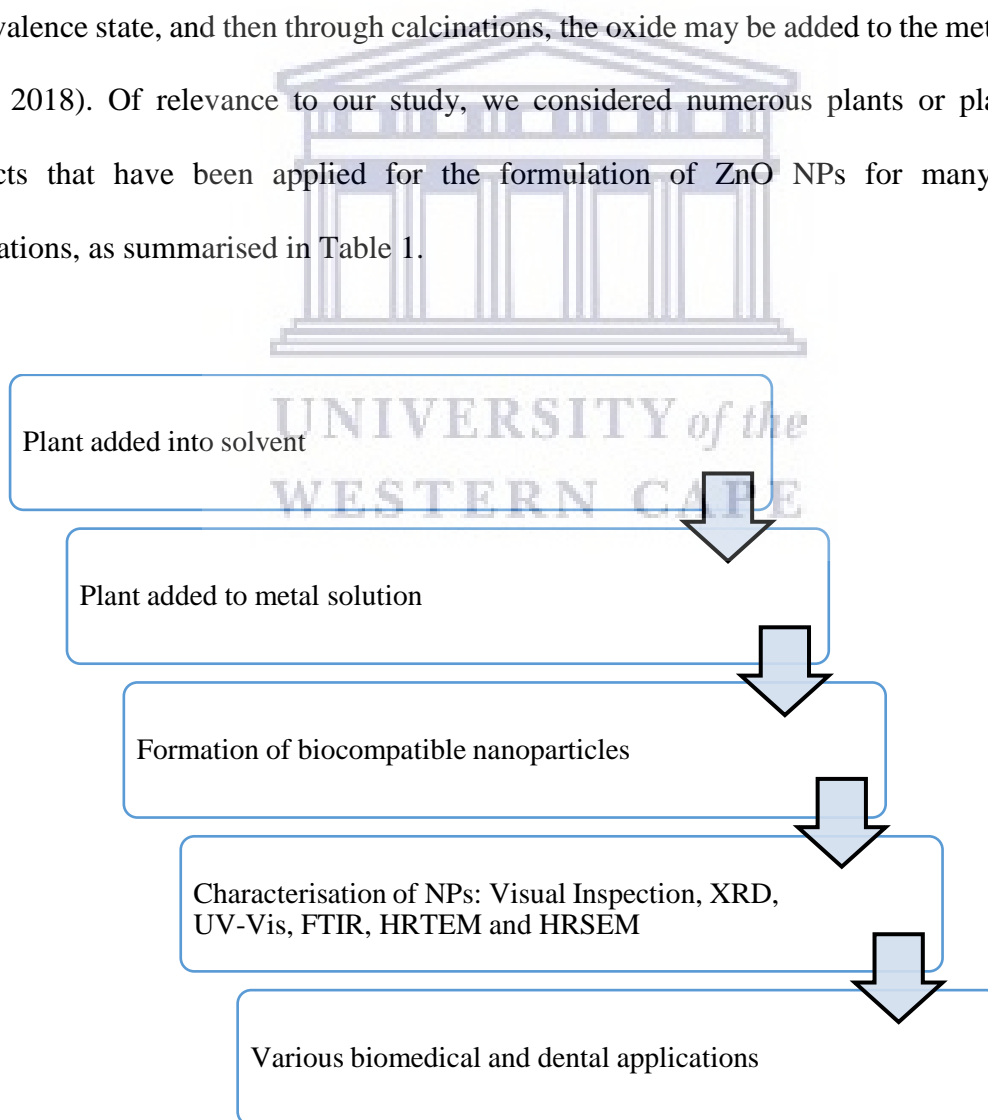 valence state, and then through calcinations, the oxide may be added to the met
2018). Of relevance to our study, we considered numerous plants or pla
cts that have been applied for the formulation of ZnO NPs for many
ations, as summarised in Table 1.
UNIVERSITY of the
WESTERN CAPE
Plant added into solvent
Plant added to metal solution
Formation of biocompatible nanoparticles
Characterisation of NPs: Visual Inspection, XRD,
UV-Vis, FTIR, HRTEM and HRSEM
Various biomedical and dental applications